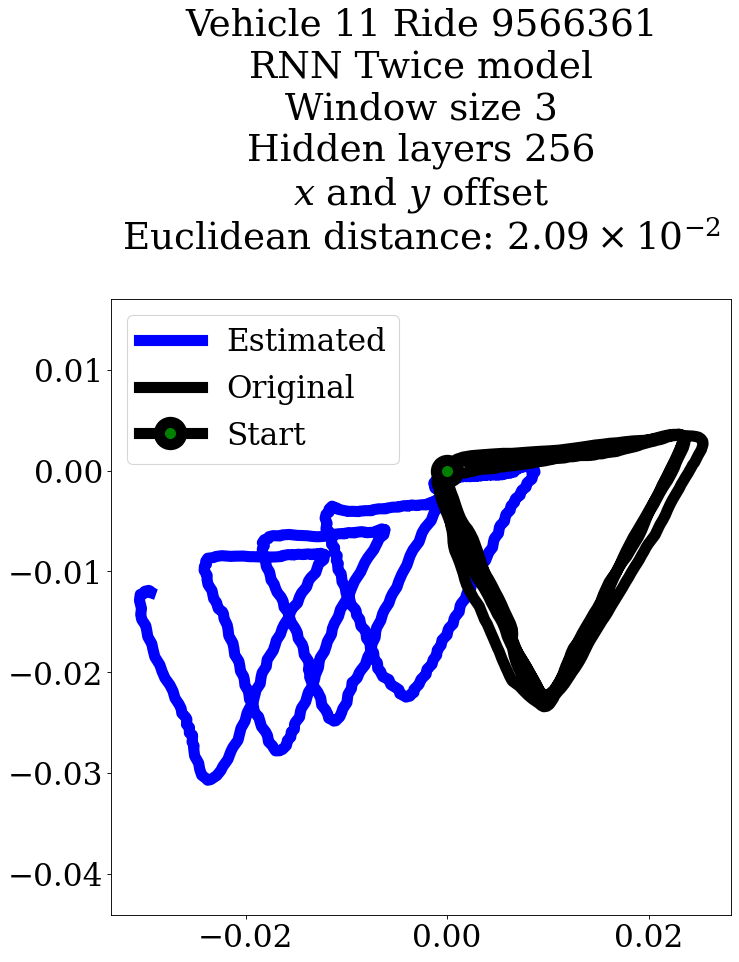 Vehicle 11 Ride 9566361
RNN Twice model
Window size 3
Hidden layers 256
x and y offset
Euclidean distance: 2.09 × 10⁻²
Estimated
Original
Start
0.01
0.00
−0.01
−0.02
−0.03
−0.04
−0.02
0.00
0.02